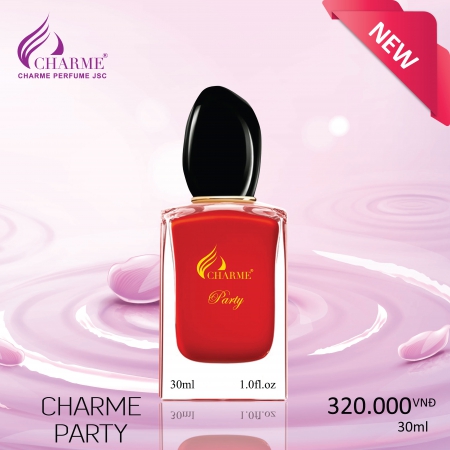 CHARME®
CHARME PERFUME JSC
NEW
CHARME®
Party
30ml 1.0fl.oz
CHARME
PARTY
320.000VNĐ
30ml